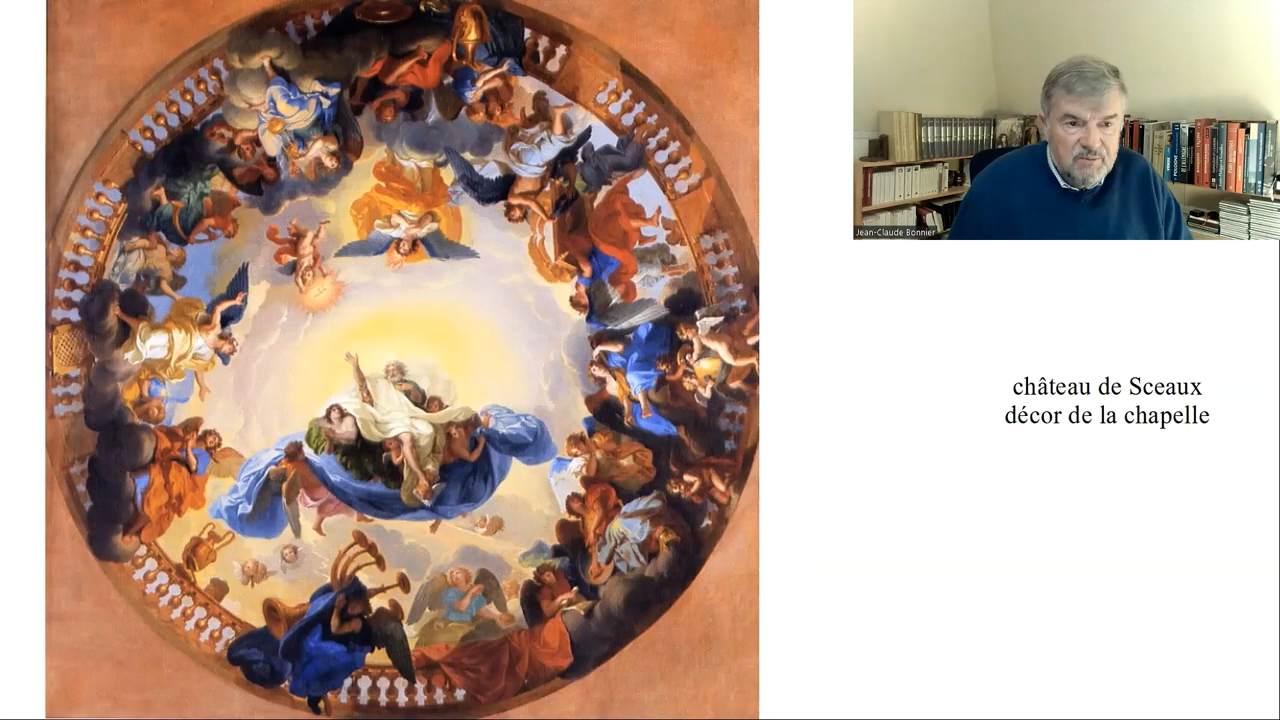 Jean-Claude Bonnier
château de Sceaux
décor de la chapelle